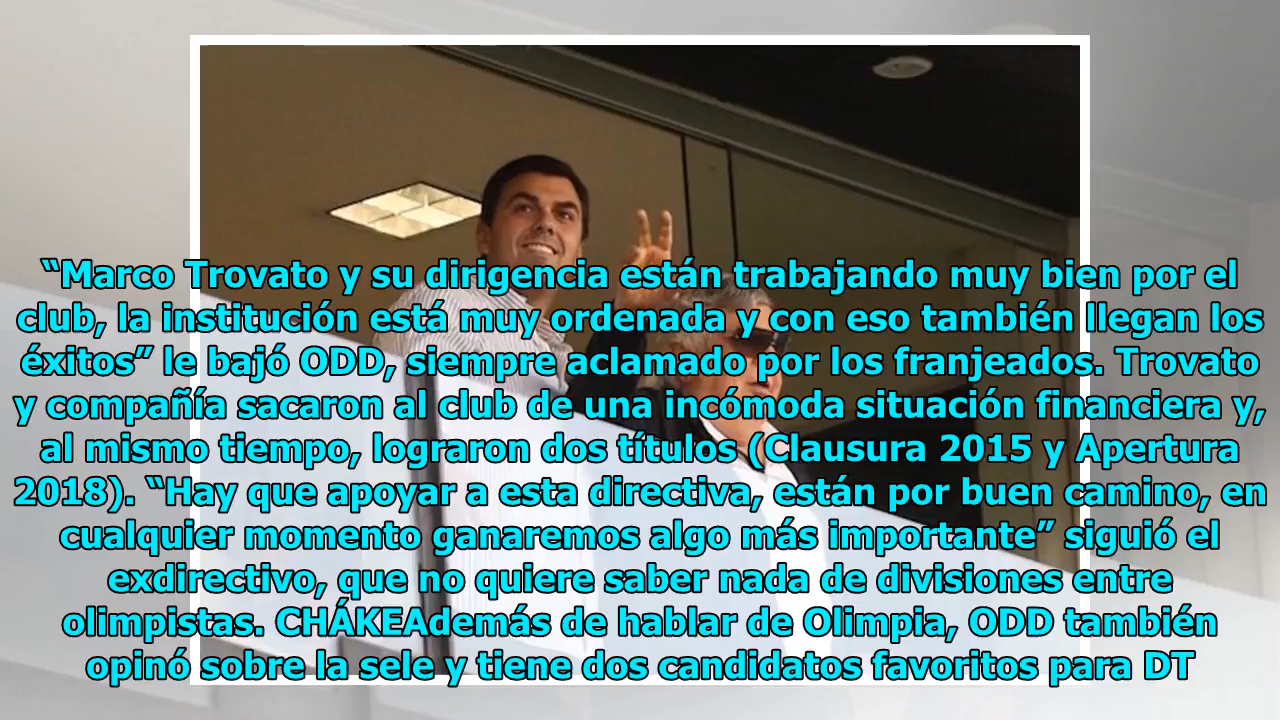 “Marco Trovato y su dirigencia están trabajando muy bien por el
club, la institución está muy ordenada y con eso también llegan los
éxitos” le bajó ODD, siempre aclamado por los franjeados. Trovato
y compañía sacaron al club de una incómoda situación financiera y,
al mismo tiempo, lograron dos títulos (Clausura 2015 y Apertura
2018). “Hay que apoyar a esta directiva, están por buen camino, en
cualquier momento ganaremos algo más importante” siguió el
exdirectivo, que no quiere saber nada de divisiones entre
olimpistas. CHÁKEAdemás de hablar de Olimpia, ODD también
opinó sobre la sele y tiene dos candidatos favoritos para DT